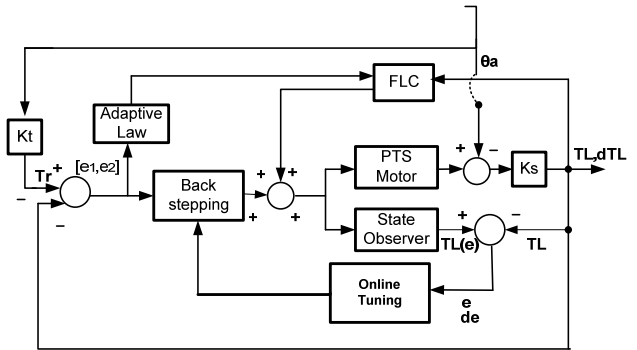 θa
FLC
Adaptive
Law
Kt
[e1,e2]
Tr
+
−
−
Back
stepping
+
+
+
+
PTS
Motor
+
−
Ks
TL,dTL
State
Observer
+
−
TL(e)
TL
Online
Tuning
e
de